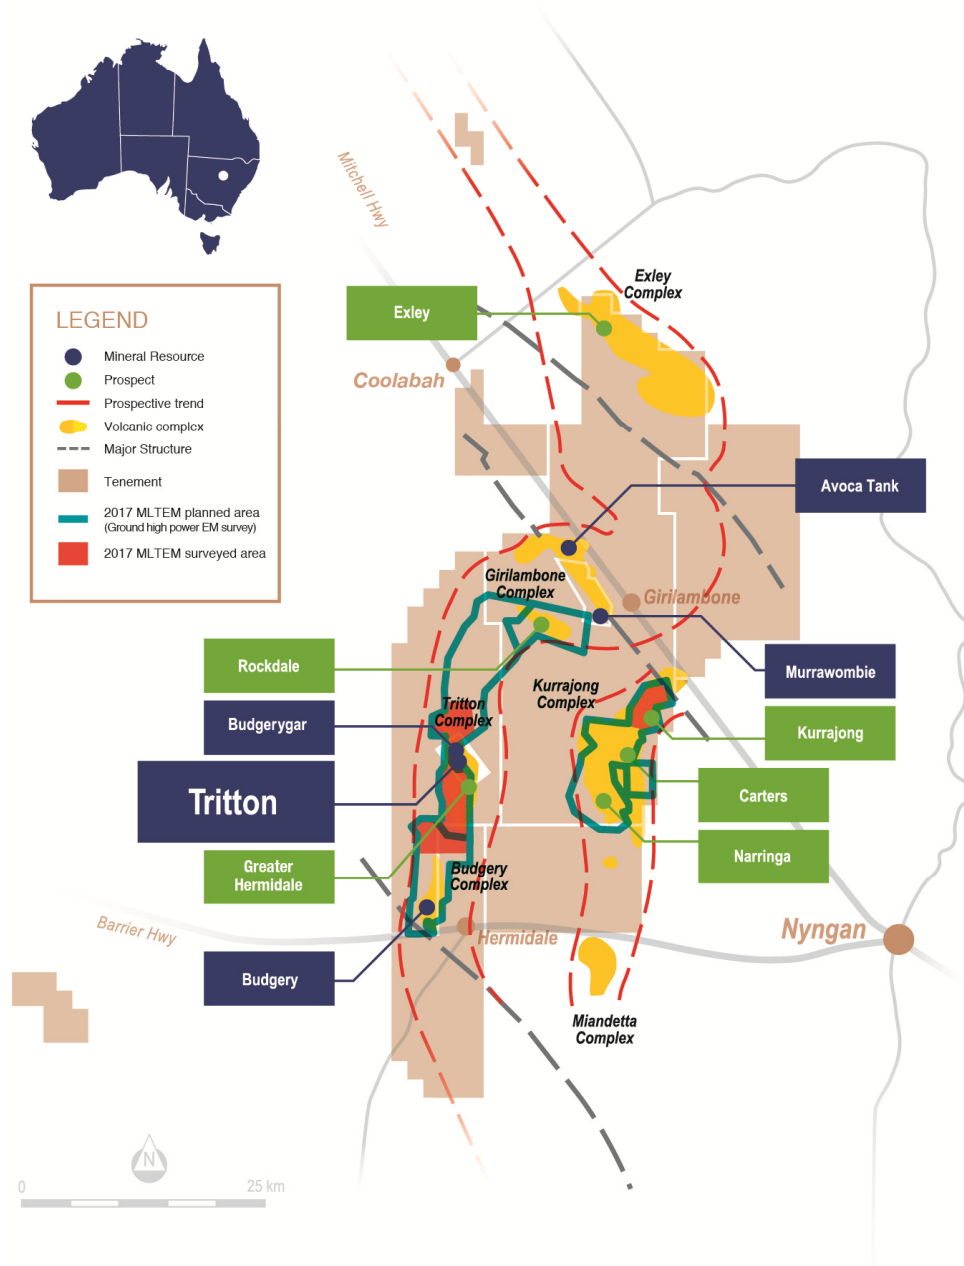 Mitchell Hwy
Exley
Complex
Exley
LEGEND
Mineral Resource
Prospect
Prospective trend
Volcanic complex
Major Structure
Tenement
2017 MLTEM planned area
(Ground high power EM survey)
2017 MLTEM surveyed area
Coolabah
Avoca Tank
Girilambone
Complex
Girilambone
Rockdale
Murrawombie
Kurrajong
Complex
Tritton
Complex
Budgerygar
Kurrajong
Tritton
Carters
Narringa
Greater
Hermidale
Budgery
Complex
Barrier Hwy
Hermidale
Nyngan
Budgery
Miandetta
Complex
N
0
25 km